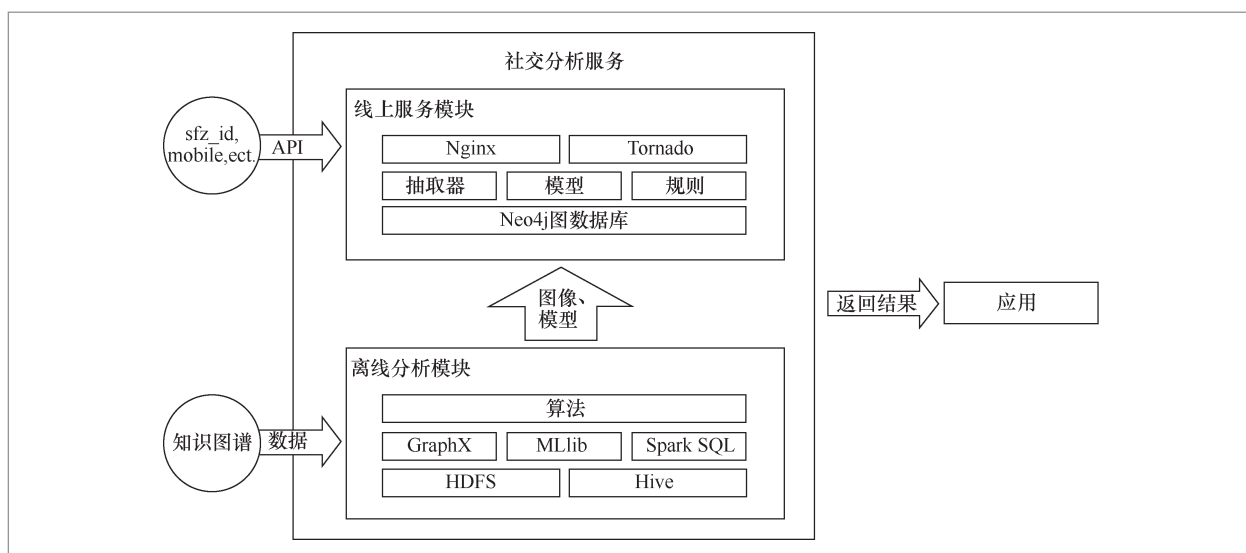 社交分析服务
线上服务模块
sfz_id,
mobile,ect.
API
Nginx
Tornado
抽取器
模型
规则
Neo4j图数据库
图像、
模型
返回结果
应用
离线分析模块
算法
知识图谱
数据
GraphX
MLlib
Spark SQL
HDFS
Hive